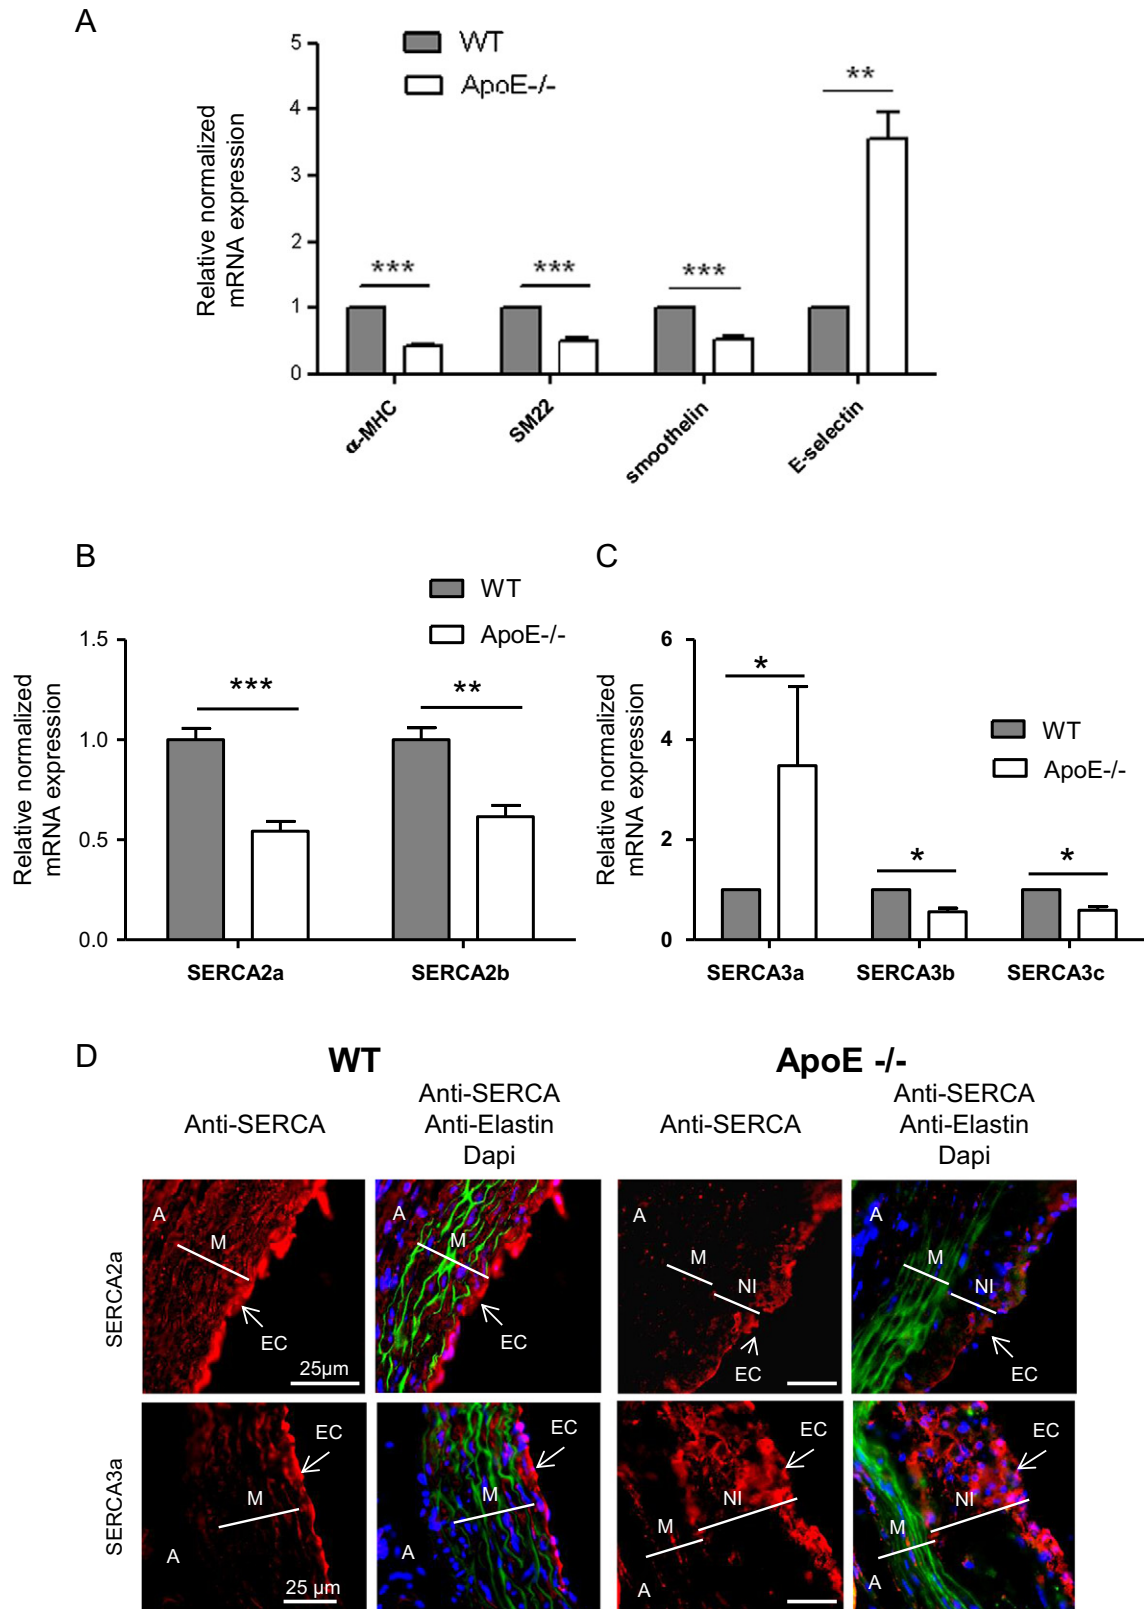 A
WT
ApoE-/-
Relative normalized
mRNA expression
5
4
3
2
1
0
***
***
***
**
α-MHC
SM22
smoothelin
E-selectin
B
WT
ApoE-/-
Relative normalized
mRNA expression
1.5
1.0
0.5
0.0
***
**
SERCA2a
SERCA2b
C
WT
ApoE-/-
Relative normalized
mRNA expression
6
4
2
0
*
*
*
SERCA3a
SERCA3b
SERCA3c
D
WT
ApoE -/-
Anti-SERCA
Anti-SERCA
Anti-Elastin
Dapi
Anti-SERCA
Anti-SERCA
Anti-Elastin
Dapi
SERCA2a
A
M
EC
25µm
A
M
EC
A
M
NI
EC
A
M
NI
EC
SERCA3a
EC
M
A
25 µm
EC
M
A
EC
NI
M
A
EC
NI
M
A